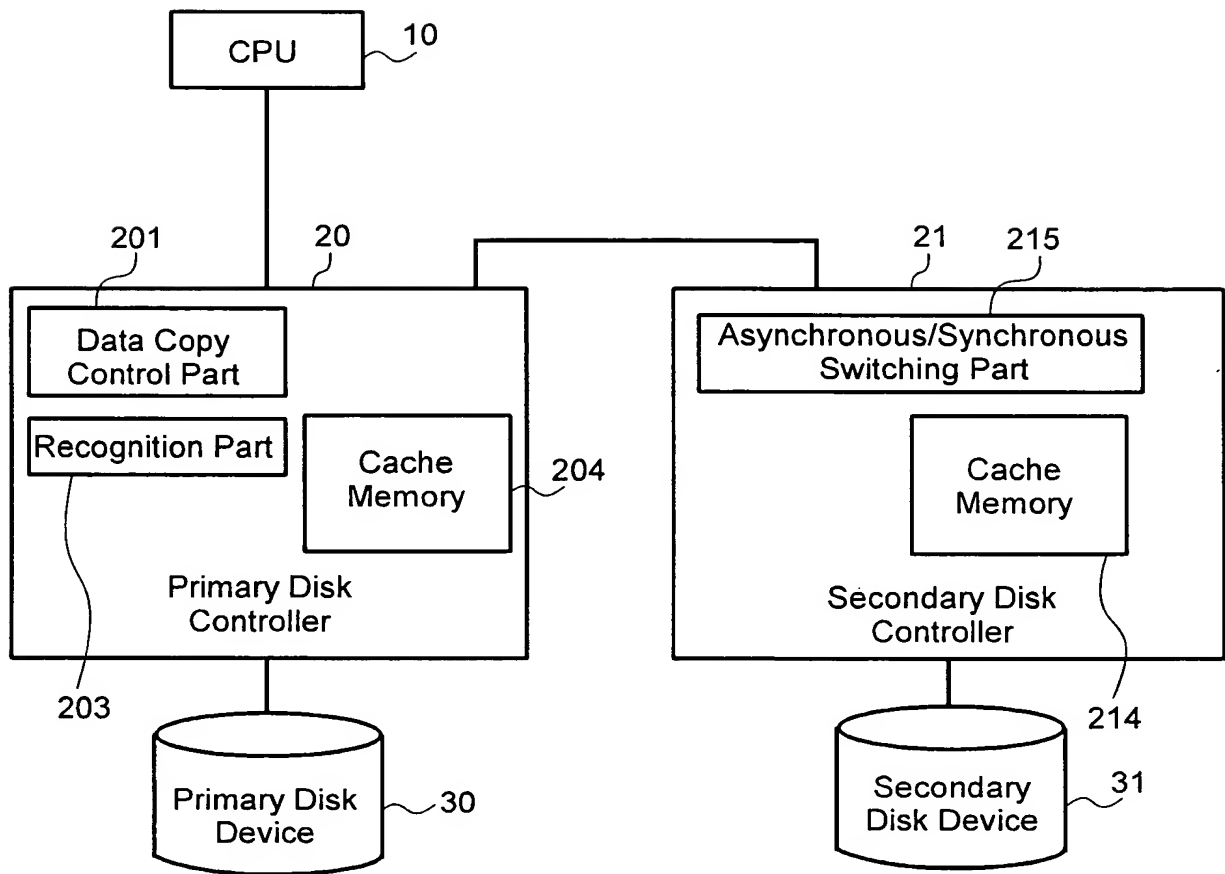 CPU
10
201
20
21
215
Data Copy
Control Part
Asynchronous/Synchronous
Switching Part
Recognition Part
Cache
Memory
204
Cache
Memory
Primary Disk
Controller
Secondary Disk
Controller
203
214
Primary Disk
Device
30
Secondary
Disk Device
31